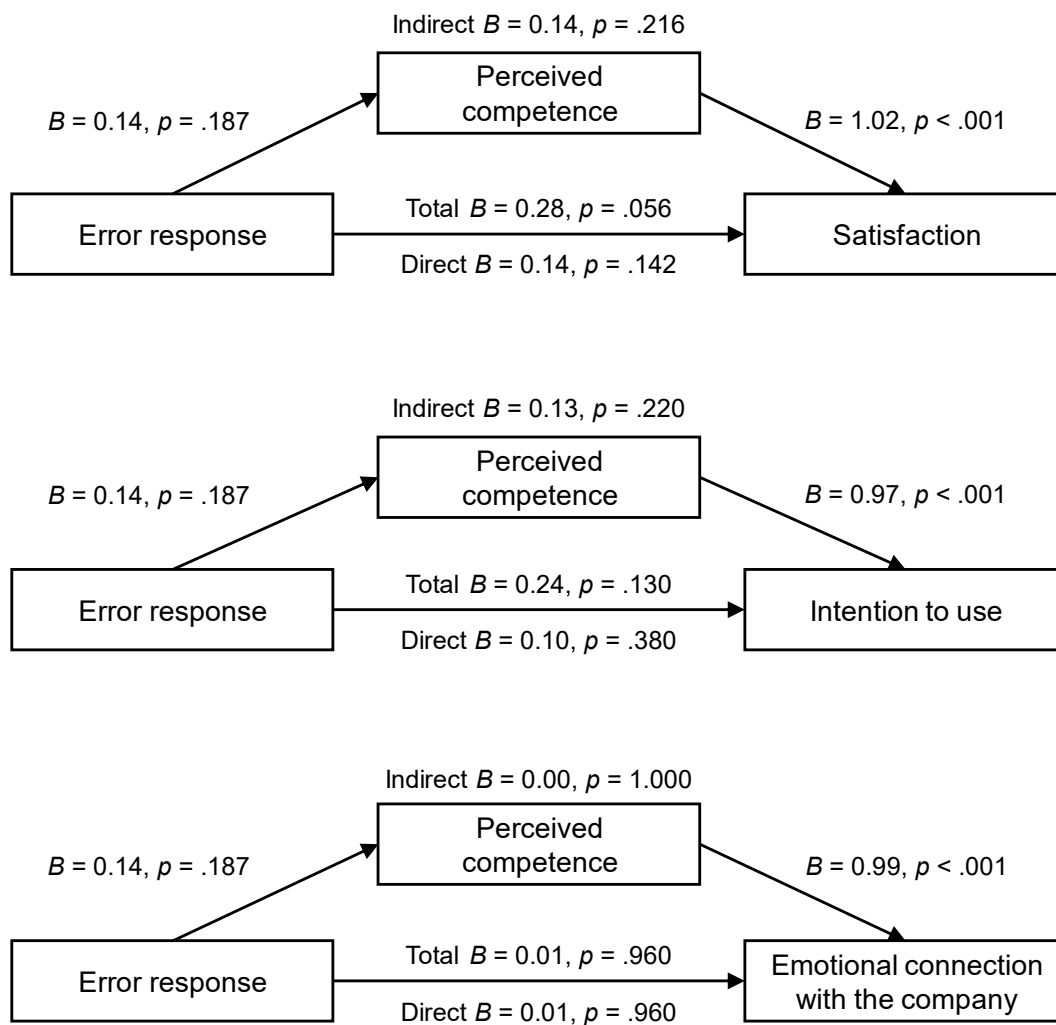 Indirect B = 0.14, p = .216
Perceived
competence
B = 0.14, p = .187
B = 1.02, p < .001
Error response
Total B = 0.28, p = .056
Direct B = 0.14, p = .142
Satisfaction
Indirect B = 0.13, p = .220
Perceived
competence
B = 0.14, p = .187
B = 0.97, p < .001
Error response
Total B = 0.24, p = .130
Direct B = 0.10, p = .380
Intention to use
Indirect B = 0.00, p = 1.000
Perceived
competence
B = 0.14, p = .187
B = 0.99, p < .001
Error response
Total B = 0.01, p = .960
Direct B = 0.01, p = .960
Emotional connection
with the company